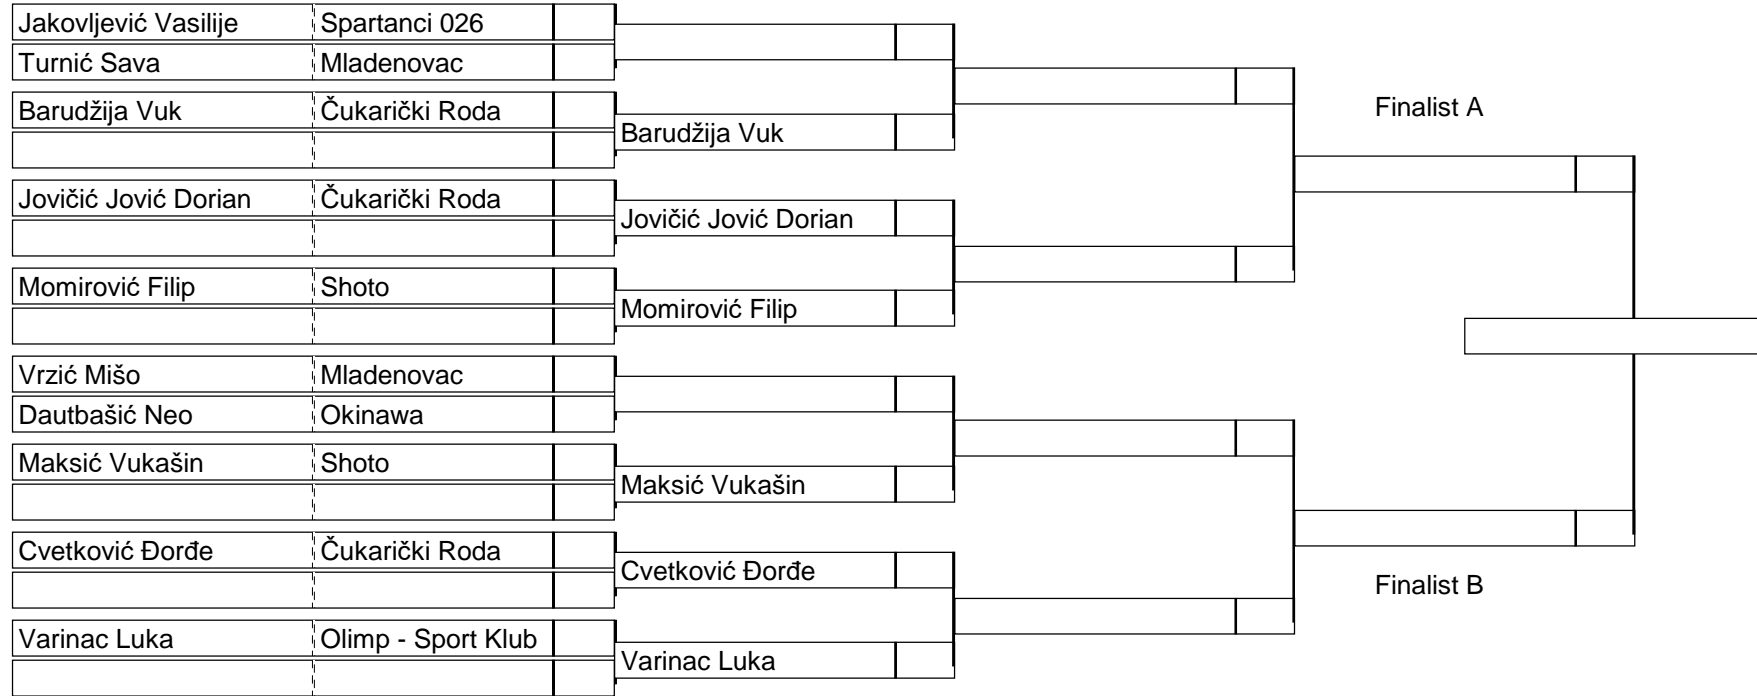 Jakovljević Vasilije Spartanci 026
Turnić Sava Mladenovac
Barudžija Vuk Čukarički Roda
Barudžija Vuk
Jovičić Jović Dorian Čukarički Roda
Jovičić Jović Dorian
Momirović Filip Shoto
Momirović Filip
Vrzić Mišo Mladenovac
Dautbašić Neo Okinawa
Maksić Vukašin Shoto
Maksić Vukašin
Cvetković Đorđe Čukarički Roda
Cvetković Đorđe
Varinac Luka Olimp - Sport Klub
Varinac Luka
Finalist A
Finalist B